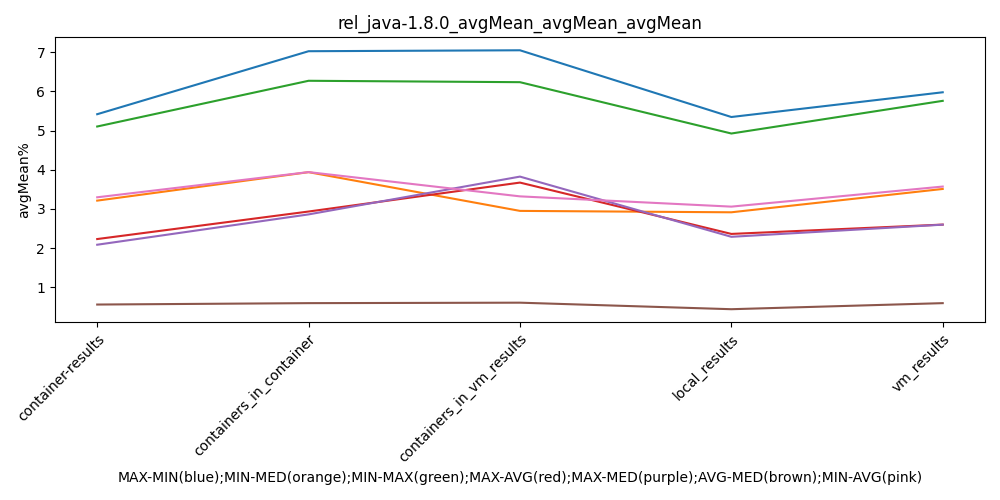 rel_java-1.8.0_avgMean_avgMean_avgMean
7
6
5
4
3
2
1
avgMean%
container-results
containers_in_container
containers_in_vm_results
local_results
vm_results
MAX-MIN(blue);MIN-MED(orange);MIN-MAX(green);MAX-AVG(red);MAX-MED(purple);AVG-MED(brown);MIN-AVG(pink)